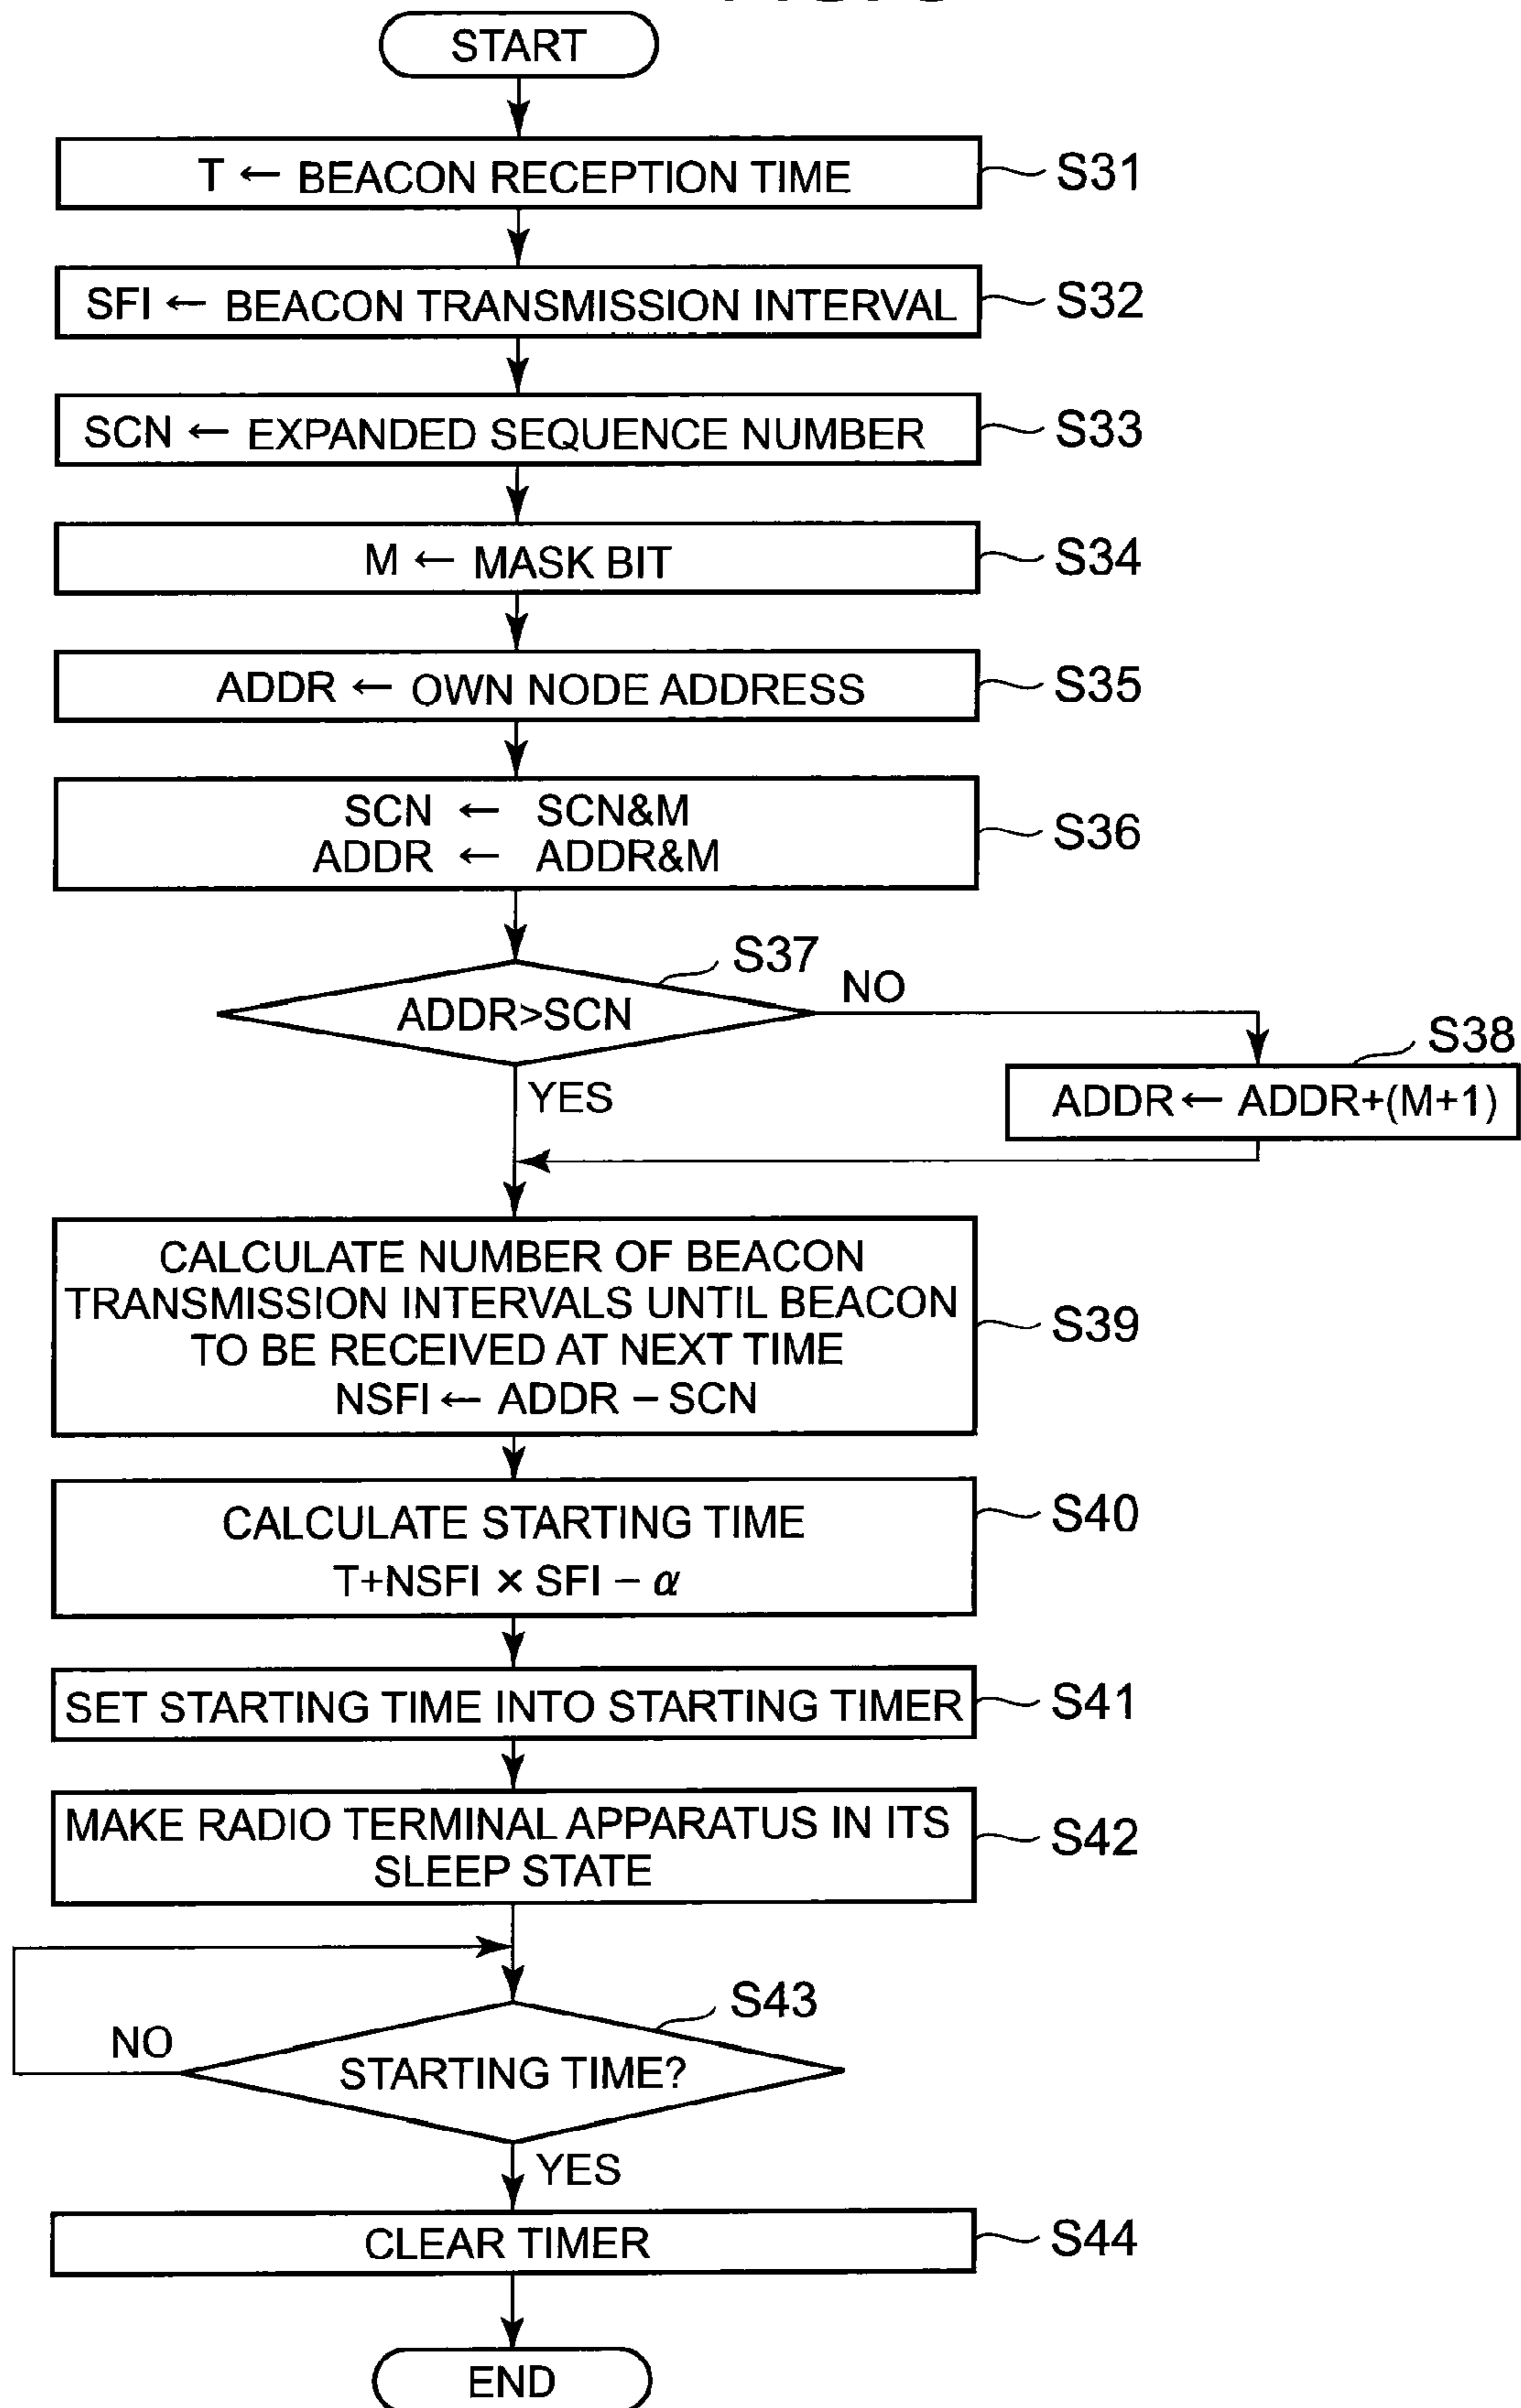 START
T ← BEACON RECEPTION TIME
S31
SFI ← BEACON TRANSMISSION INTERVAL
S32
SCN ← EXPANDED SEQUENCE NUMBER
S33
M ← MASK BIT
S34
ADDR ← OWN NODE ADDRESS
S35
SCN ← SCN&M
ADDR ← ADDR&M
S36
S37
ADDR>SCN
NO
YES
S38
ADDR ← ADDR+(M+1)
CALCULATE NUMBER OF BEACON
TRANSMISSION INTERVALS UNTIL BEACON
TO BE RECEIVED AT NEXT TIME
NSFI ← ADDR − SCN
S39
CALCULATE STARTING TIME
T+NSFI × SFI − α
S40
SET STARTING TIME INTO STARTING TIMER
S41
MAKE RADIO TERMINAL APPARATUS IN ITS
SLEEP STATE
S42
S43
NO
STARTING TIME?
YES
CLEAR TIMER
S44
END